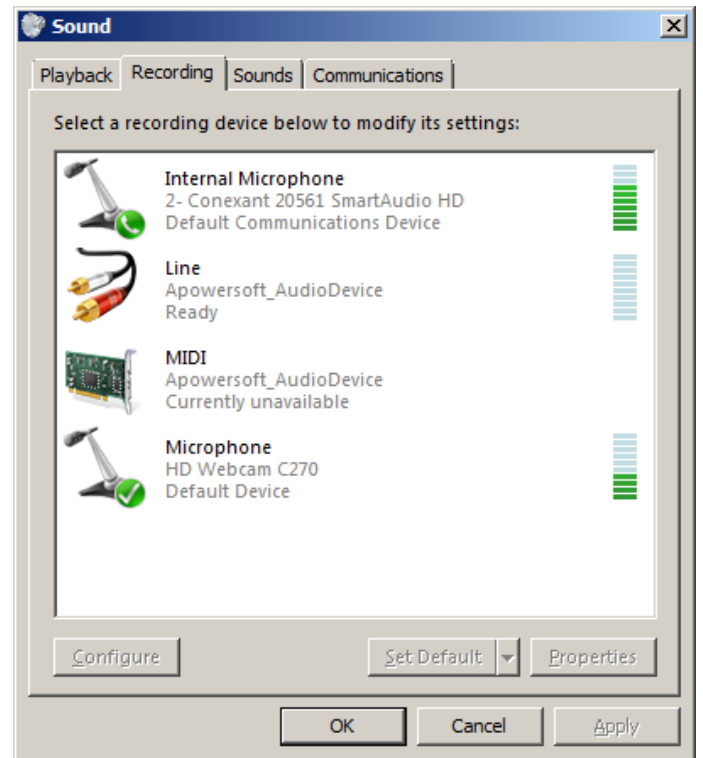 Sound
Playback Recording Sounds Communications
Select a recording device below to modify its settings:
Internal Microphone
2- Conexant 20561 SmartAudio HD
Default Communications Device
Line
Apowersoft_AudioDevice
Ready
MIDI
Apowersoft_AudioDevice
Currently unavailable
Microphone
HD Webcam C270
Default Device
Configure Set Default Properties
OK Cancel Apply